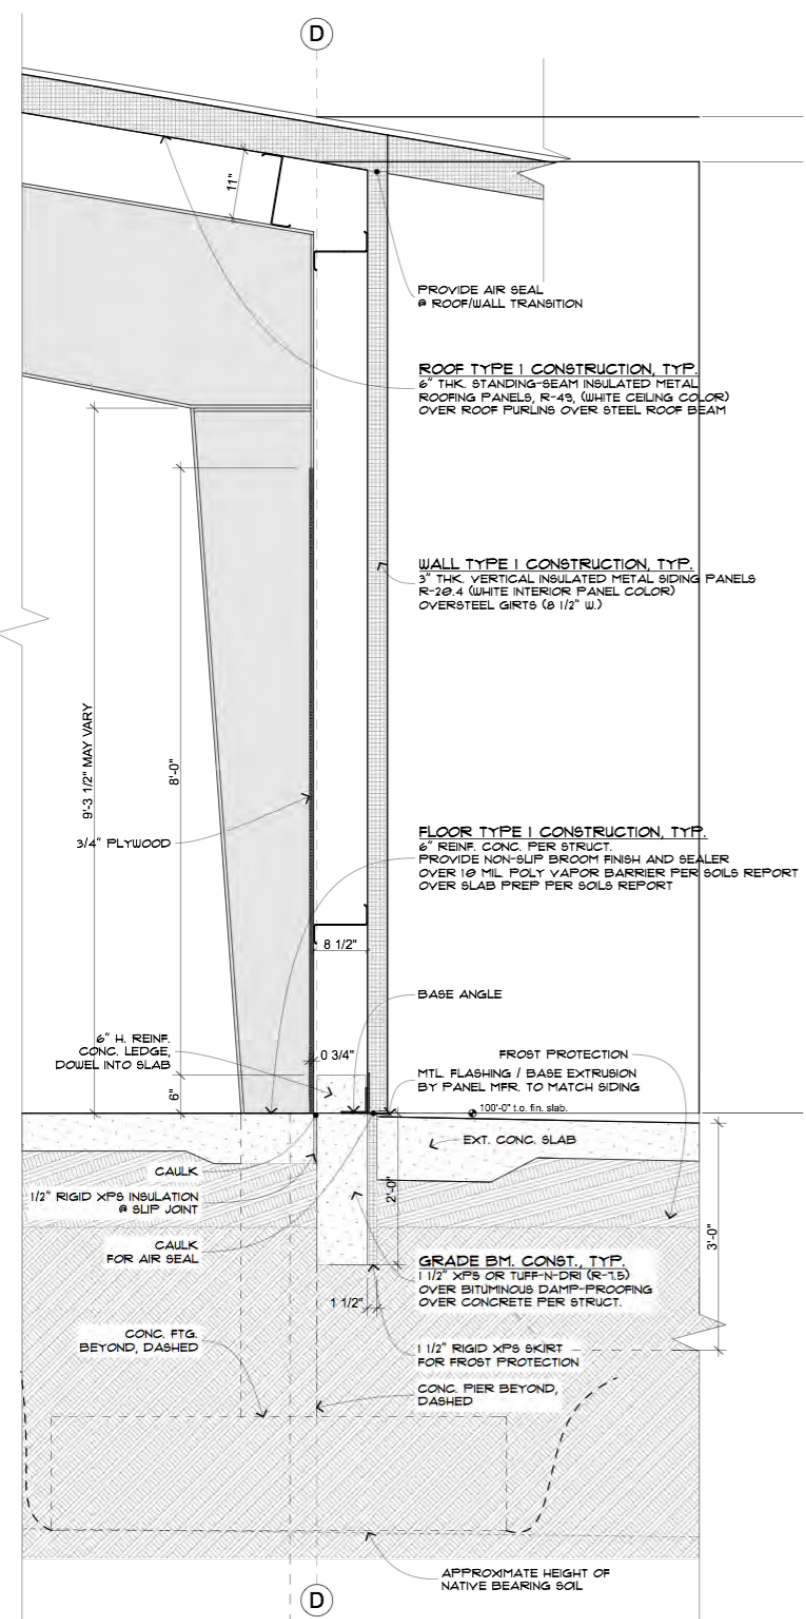 D
11"
PROVIDE AIR SEAL
@ ROOF/WALL TRANSITION
ROOF TYPE 1 CONSTRUCTION, TYP.
6" THK. STANDING-SEAM INSULATED METAL
ROOFING PANELS, R-49, (WHITE CEILING COLOR)
OVER ROOF PURLINS OVER STEEL ROOF BEAM
WALL TYPE 1 CONSTRUCTION, TYP.
3" THK. VERTICAL INSULATED METAL SIDING PANELS
R-20.4 (WHITE INTERIOR PANEL COLOR)
OVERSTEEL GIRTS (8 1/2" W.)
9'-3 1/2" MAY VARY
8'-0"
3/4" PLYWOOD
FLOOR TYPE 1 CONSTRUCTION, TYP.
6" REINF. CONC. PER STRUCT.
PROVIDE NON-SLIP BROOM FINISH AND SEALER
OVER 10 MIL. POLY VAPOR BARRIER PER SOILS REPORT
OVER SLAB PREP PER SOILS REPORT
8 1/2"
BASE ANGLE
6" H. REINF.
CONC. LEDGE,
DOWEL INTO SLAB
0 3/4"
FROST PROTECTION
MTL. FLASHING / BASE EXTRUSION
BY PANEL MFR. TO MATCH SIDING
6"
100'-0" t.o. fin. slab.
EXT. CONC. SLAB
CAULK
1/2" RIGID XPS INSULATION
@ SLIP JOINT
2'-0"
3'-0"
CAULK
FOR AIR SEAL
GRADE BM. CONST., TYP.
1 1/2" XPS OR TUFF-N-DRI (R-7.5)
OVER BITUMINOUS DAMP-PROOFING
OVER CONCRETE PER STRUCT.
1 1/2"
CONC. FTG.
BEYOND, DASHED
1 1/2" RIGID XPS SKIRT
FOR FROST PROTECTION
CONC. PIER BEYOND,
DASHED
APPROXIMATE HEIGHT OF
NATIVE BEARING SOIL
D